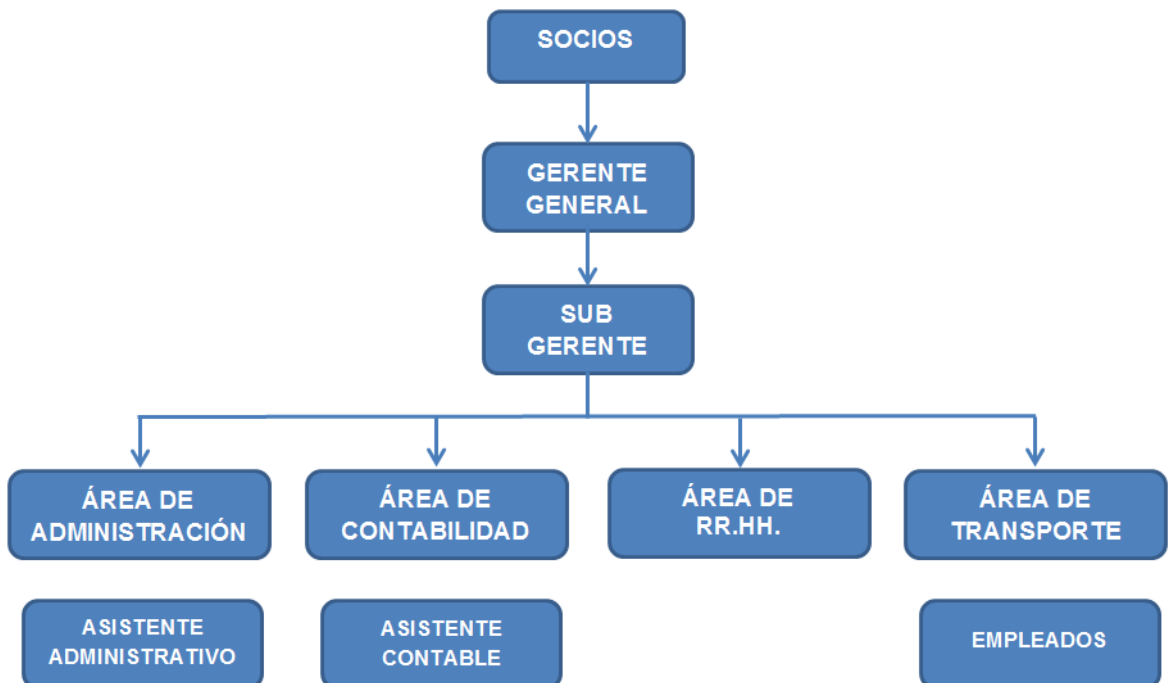 SOCIOS
GERENTE
GENERAL
SUB
GERENTE
ÁREA DE
ADMINISTRACIÓN
ÁREA DE
CONTABILIDAD
ÁREA DE
RR.HH.
ÁREA DE
TRANSPORTE
ASISTENTE
ADMINISTRATIVO
ASISTENTE
CONTABLE
EMPLEADOS